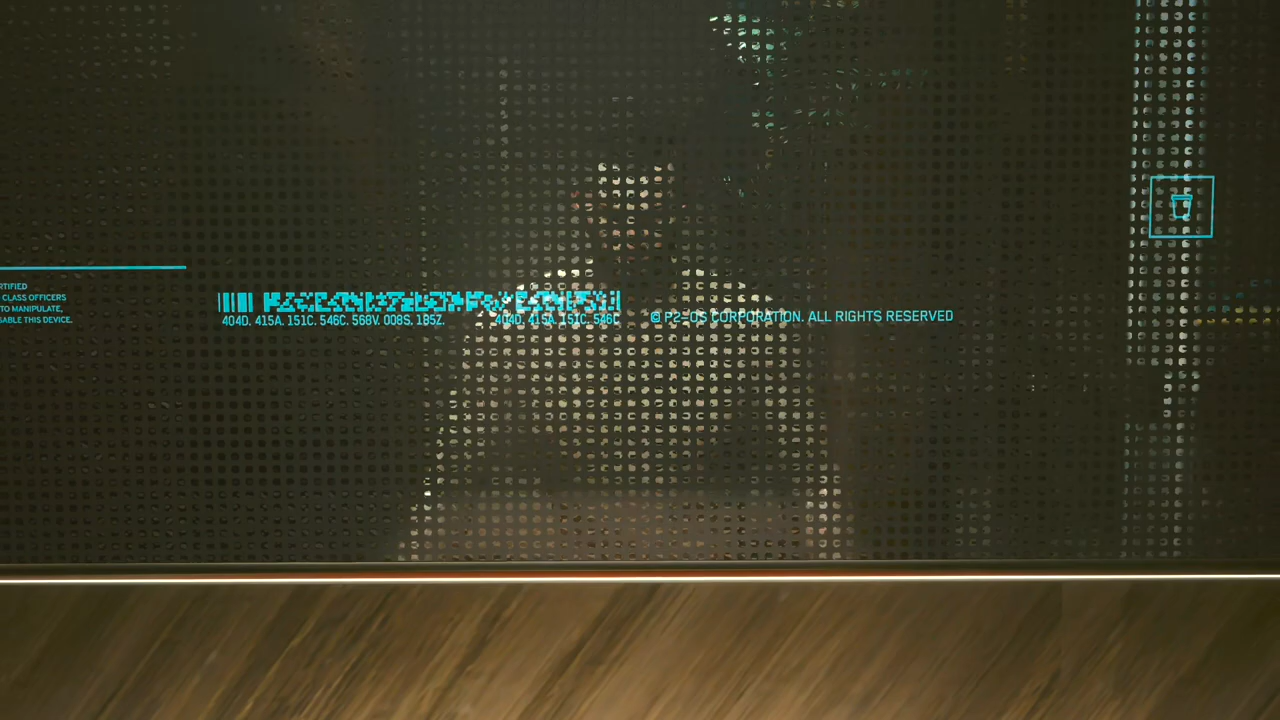 RTIFIED
CLASS OFFICERS
TO MANIPULATE,
SABLE THIS DEVICE.
404D. 415A. 151C. 546C. 568V. 008S. 185Z.
404D. 415A. 151C. 546C
© P2-OS CORPORATION. ALL RIGHTS RESERVED